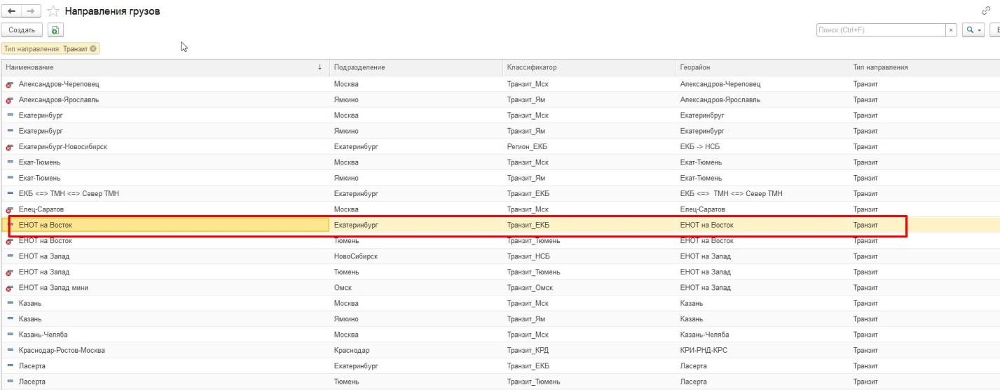 Направления грузов
Создать Поиск (Ctrl+F) ×
Тип направления: Транзит
Наименование ↓ Подразделение Классификатор Георайон Тип направления
Александров-Череповец Москва Транзит_Мск Александров-Череповец Транзит
Александров-Ярославль Ямкино Транзит_Ям Александров-Ярославль Транзит
Екатеринбург Москва Транзит_Мск Екатеринбруг Транзит
Екатеринбург Ямкино Транзит_Ям Екатеринбург Транзит
Екатеринбург-Новосибирск Екатеринбург Регион_ЕКБ ЕКБ -> НСБ Транзит
Екат-Тюмень Москва Транзит_Мск Екат-Тюмень Транзит
Екат-Тюмень Ямкино Транзит_Ям Екат-Тюмень Транзит
ЕКБ <=> ТМН <=> Север ТМН Екатеринбург Транзит_ЕКБ ЕКБ <=> ТМН <=> Север ТМН Транзит
Елец-Саратов Москва Транзит_Мск Елец-Саратов Транзит
ЕНОТ на Восток Екатеринбург Транзит_ЕКБ ЕНОТ на Восток Транзит
ЕНОТ на Восток Тюмень Транзит_Тюмень ЕНОТ на Восток Транзит
ЕНОТ на Запад НовоСибирск Транзит_НСБ ЕНОТ на Запад Транзит
ЕНОТ на Запад Тюмень Транзит_Тюмень ЕНОТ на Запад Транзит
ЕНОТ на Запад мини Омск Транзит_Омск ЕНОТ на Запад Транзит
Казань Москва Транзит_Мск Казань Транзит
Казань Ямкино Транзит_Ям Казань Транзит
Казань-Челяба Москва Транзит_Мск Казань-Челяба Транзит
Краснодар-Ростов-Москва Краснодар Транзит_КРД КРИ-РНД-КРС Транзит
Ласерта Екатеринбург Транзит_ЕКБ Ласерта Транзит
Ласерта Тюмень Транзит_Тюмень Ласерта Транзит